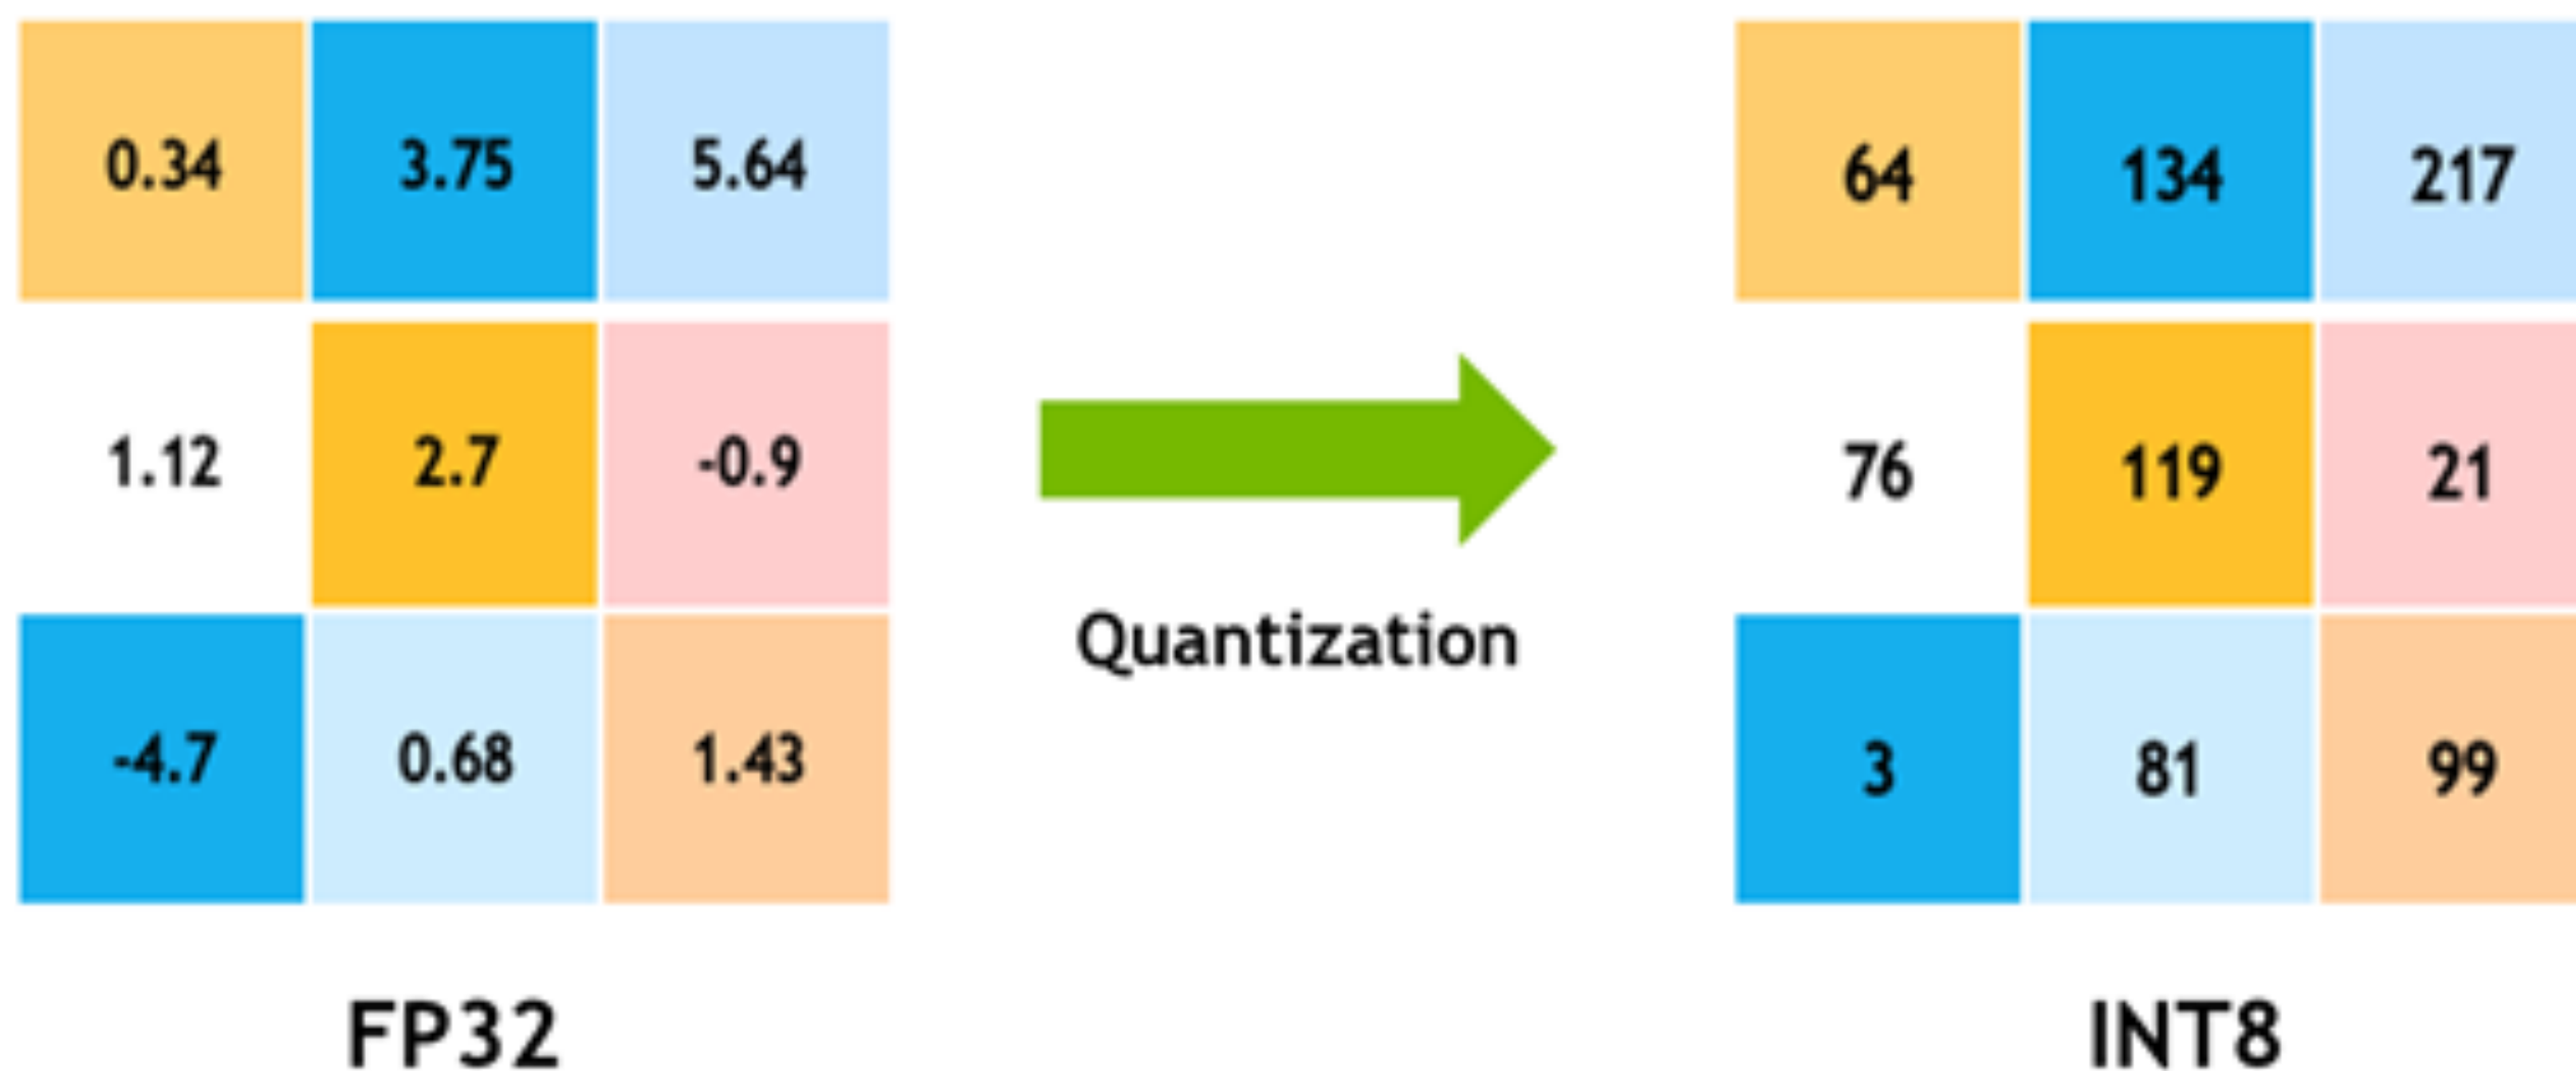 0.34 3.75 5.64 64 134 217
1.12 2.7 -0.9 76 119 21
Quantization
-4.7 0.68 1.43 3 81 99
FP32 INT8